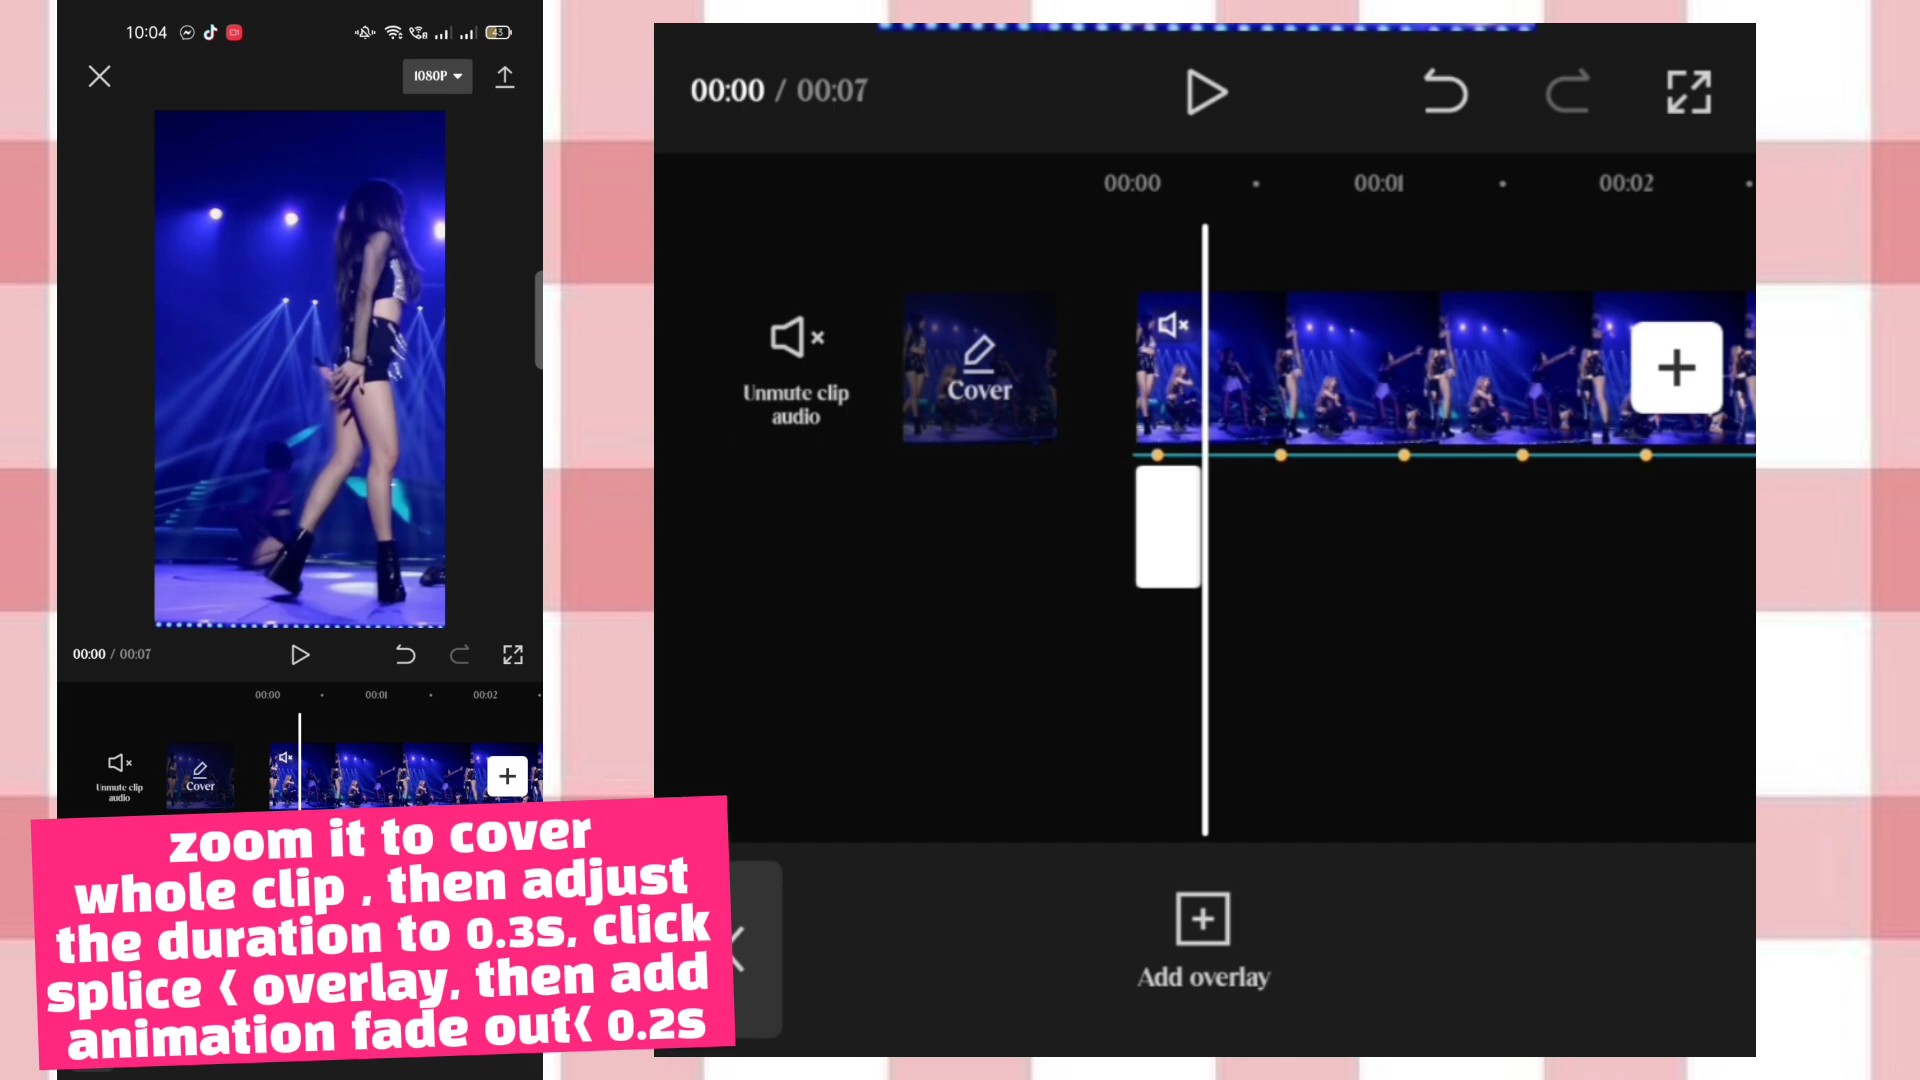 10:04
43
1080P
00:00 / 00:07
00:00
00:01
00:02
Unmute clip
audio
Cover
zoom it to cover
whole clip , then adjust
the duration to 0.3s, click
splice < overlay, then add
animation fade out< 0.2s
00:00 / 00:07
00:00
00:01
00:02
Unmute clip
audio
Cover
Add overlay